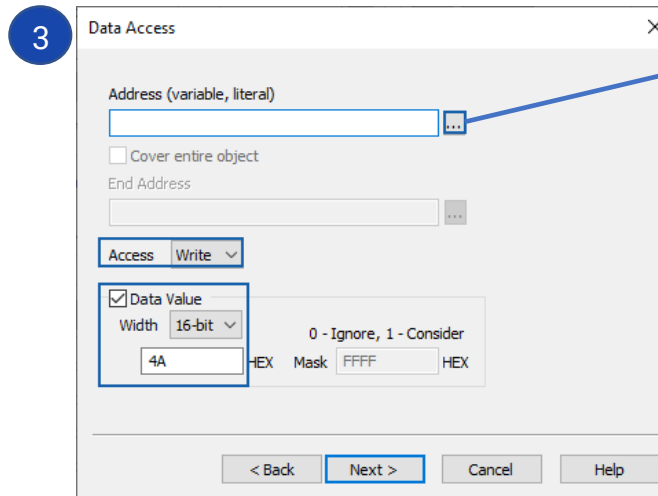 3
Data Access
Address (variable, literal)
...
Cover entire object
End Address
...
Access Write
Data Value
Width 16-bit
0 - Ignore, 1 - Consider
4A HEX Mask FFFF HEX
< Back Next > Cancel Help